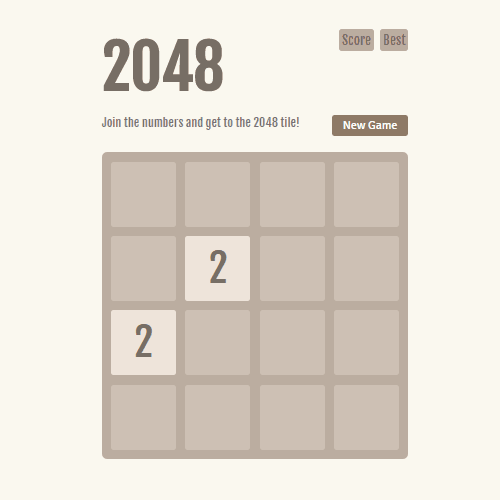 2048
Score Best
Join the numbers and get to the 2048 tile!
New Game
2
2